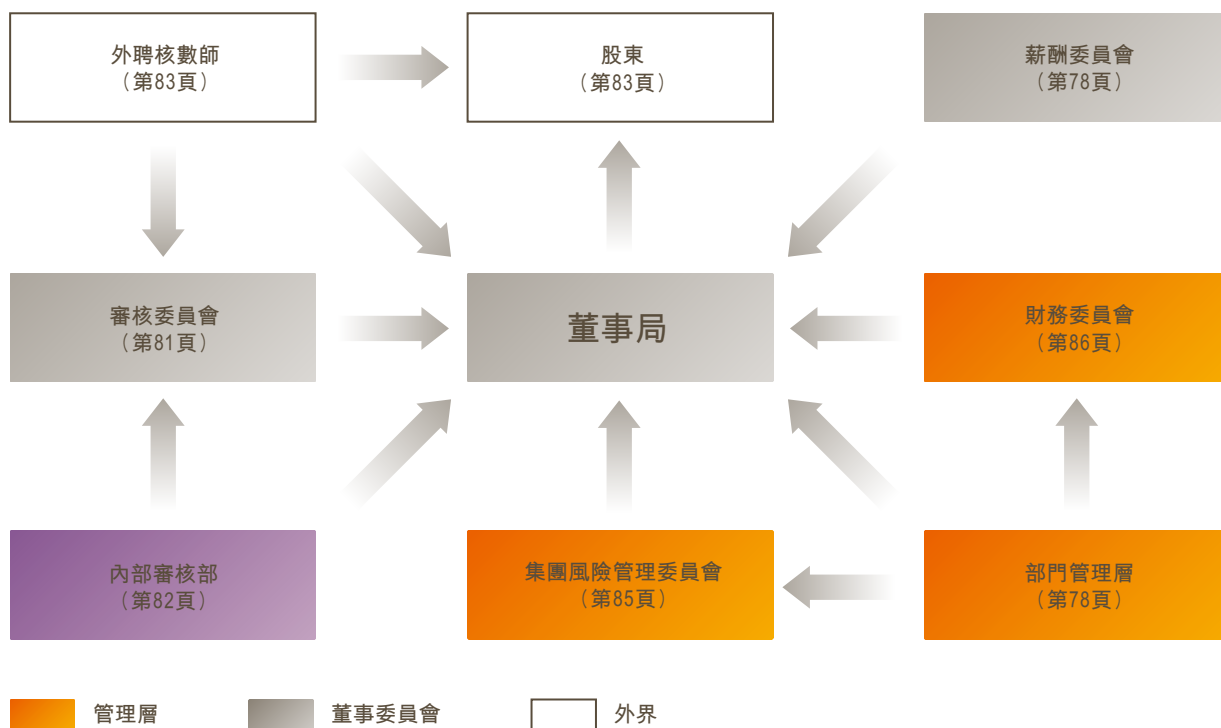 外聘核數師
（第83頁）
股東
（第83頁）
薪酬委員會
（第78頁）
審核委員會
（第81頁）
董事局
財務委員會
（第86頁）
內部審核部
（第82頁）
集團風險管理委員會
（第85頁）
部門管理層
（第78頁）
管理層
董事委員會
外界